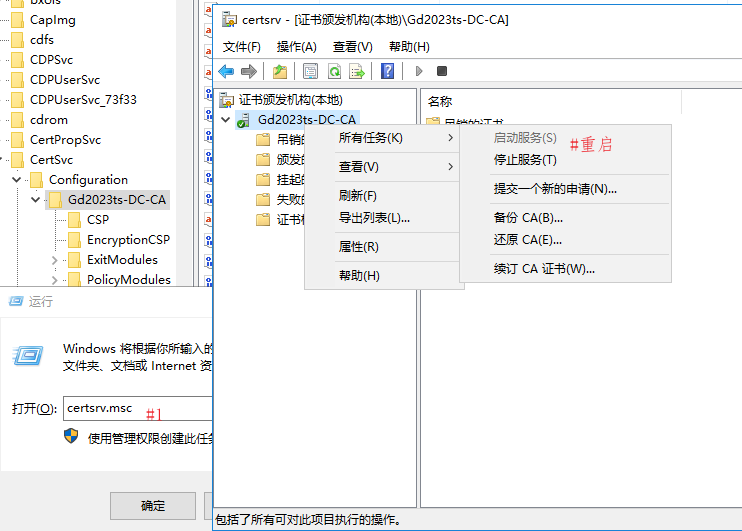 bxois
CapImg
cdfs
CDPSvc
CDPUserSvc
CDPUserSvc_73f33
cdrom
CertPropSvc
CertSvc
Configuration
Gd2023ts-DC-CA
CSP
EncryptionCSP
ExitModules
PolicyModules
certsrv - [证书颁发机构(本地)\Gd2023ts-DC-CA]
文件(F) 操作(A) 查看(V) 帮助(H)
证书颁发机构(本地)
Gd2023ts-DC-CA
吊销的
颁发的
挂起的
失败的
证书
名称
吊销的证书
所有任务(K)
查看(V)
刷新(F)
导出列表(L)...
属性(R)
帮助(H)
启动服务(S) #重启
停止服务(T)
提交一个新的申请(N)...
备份 CA(B)...
还原 CA(E)...
续订 CA 证书(W)...
运行
Windows 将根据你所输入的
文件夹、文档或 Internet 资
打开(O): certsrv.msc #1
使用管理权限创建此任务
确定
包括了所有可对此项目执行的操作。